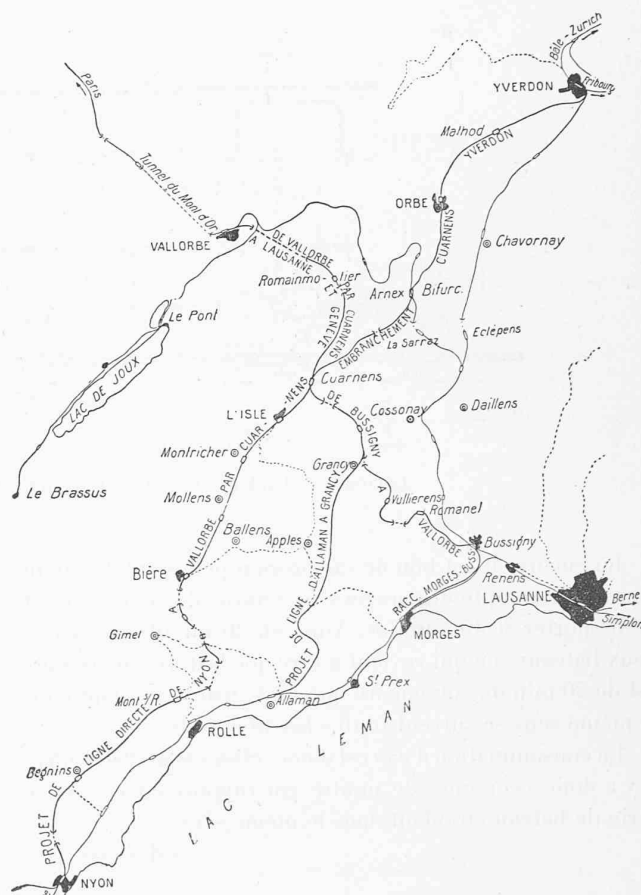 Bâle - Zurich
Paris
YVERDON
Fribourg
Malhod
YVERDON
Tunnel du Mont d'Or
ORBE
VALLORBE
DE VALLORBE
A LAUSANNE
ET GENEVE
PAR CUARNENS
CUARNENS
Chavornay
Romainmotier
Arnex
Bifurc.
Le Pont
EMBRANCHEMENT
La Sarraz
Eclépens
LAC DE JOUX
Cuarnens
L'ISLE
Cossonay
Daillens
DE BUSSIGNY
A
VALLORBE
Montricher
Grancy
Le Brassus
Mollens
Vullierens
Romanel
VALLORBE PAR CUAR-NENS
Ballens
Apples
Bussigny
Bière
Renens
LAUSANNE
Berne
Simplon
RACC. MORGES-BUSS.
PROJET DE LIGNE D'ALLAMAN A GRANCY
Gimel
MORGES
St Prex
Mont s/R.
Allaman
ROLLE
LAC LEMAN
Begnins
PROJET DE LIGNE DIRECTE DE NYON
NYON